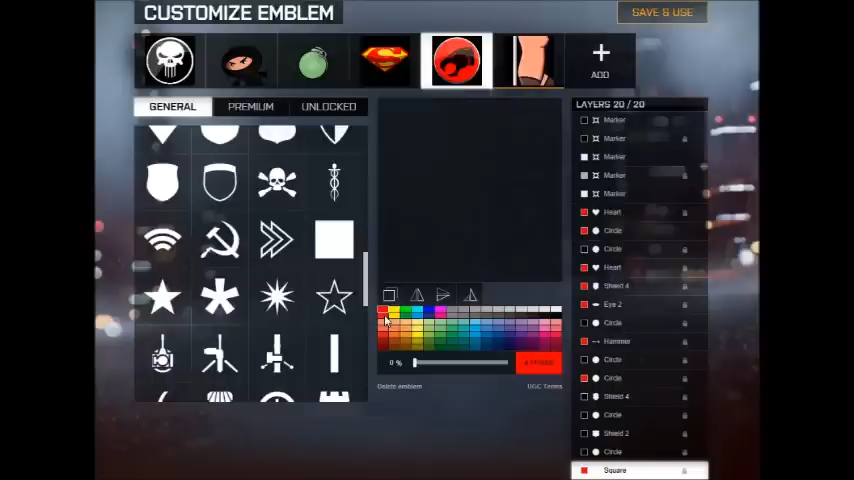 CUSTOMIZE EMBLEM
SAVE & USE
ADD
GENERAL
PREMIUM
UNLOCKED
LAYERS 20 / 20
Marker
Marker
Marker
Marker
Marker
Heart
Circle
Circle
Heart
Shield 4
Eye 2
Circle
Hammer
Circle
Circle
Shield 4
Circle
Shield 2
Circle
Square
0 %
Delete emblem
UGC Terms